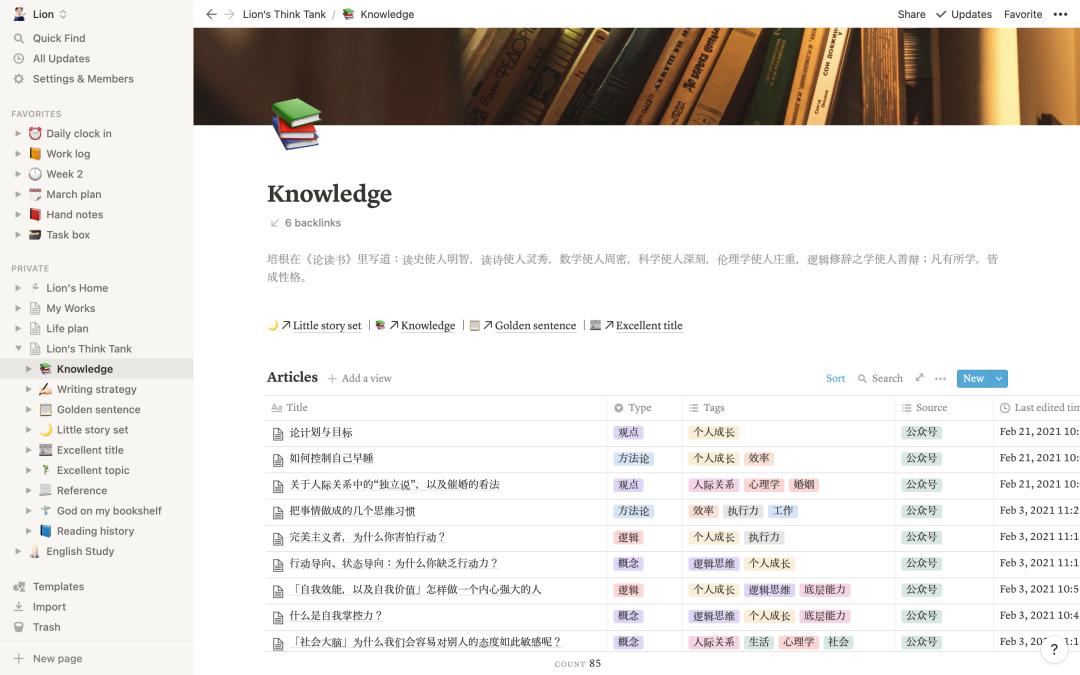 Lion
Lion's Think Tank / Knowledge
Share Updates Favorite
Quick Find
All Updates
Settings & Members
FAVORITES
Daily clock in
Work log
Week 2
March plan
Hand notes
Task box
PRIVATE
Lion's Home
My Works
Life plan
Lion's Think Tank
Knowledge
Writing strategy
Golden sentence
Little story set
Excellent title
Excellent topic
Reference
God on my bookshelf
Reading history
English Study
Templates
Import
Trash
New page
Knowledge
6 backlinks
培根在《论读书》里写道：读史使人明智，读诗使人灵秀，数学使人周密，科学使人深刻，伦理学使人庄重，逻辑修辞之学使人善辩；凡有所学，皆
成性格。
Little story set | Knowledge | Golden sentence | Excellent title
Articles + Add a view Sort Search New
Aa Title Type Tags Source Last edited tim
论计划与目标 观点 个人成长 公众号 Feb 21, 2021 10:
如何控制自己早睡 方法论 个人成长 效率 公众号 Feb 21, 2021 10:
关于人际关系中的“独立说”，以及催婚的看法 观点 人际关系 心理学 婚姻 公众号 Feb 21, 2021 10:
把事情做成的几个思维习惯 方法论 效率 执行力 工作 公众号 Feb 3, 2021 11:2
完美主义者，为什么你害怕行动？ 逻辑 个人成长 执行力 公众号 Feb 3, 2021 11:1
行动导向、状态导向：为什么你缺乏行动力？ 概念 逻辑思维 个人成长 公众号 Feb 3, 2021 11:1
「自我效能，以及自我价值」怎样做一个内心强大的人 逻辑 个人成长 逻辑思维 底层能力 公众号 Feb 3, 2021 10:5
什么是自我掌控力？ 概念 逻辑思维 个人成长 底层能力 公众号 Feb 3, 2021 10:4
「社会大脑」为什么我们会容易对别人的态度如此敏感呢？ 概念 人际关系 生活 心理学 社会 公众号 Feb 3, 20 1:1
COUNT 85
?